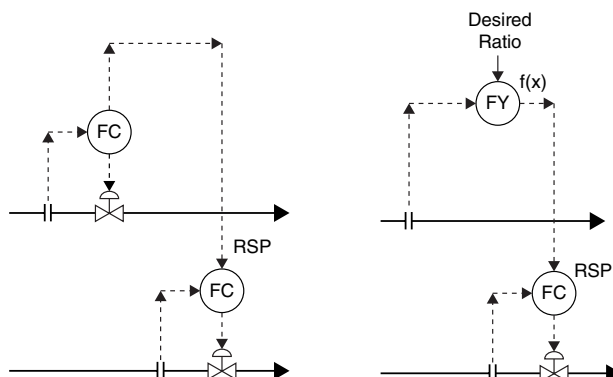 FC
RSP
FC
Desired
Ratio
f(x)
FY
RSP
FC